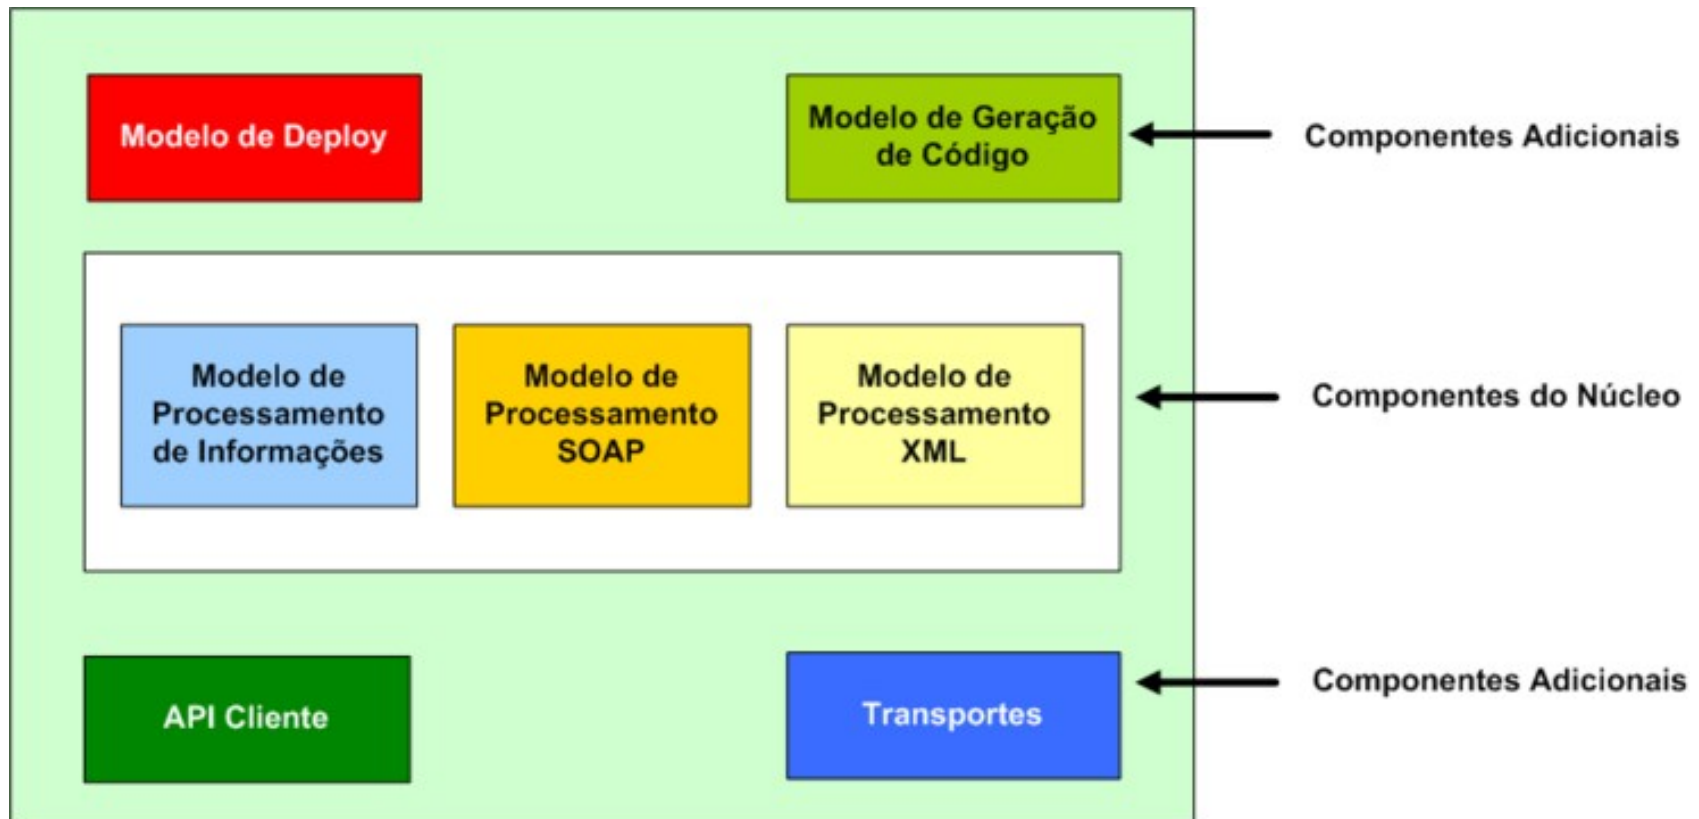 Modelo de Deploy
Modelo de Geração
de Código
Componentes Adicionais
Modelo de
Processamento
de Informações
Modelo de
Processamento
SOAP
Modelo de
Processamento
XML
Componentes do Núcleo
API Cliente
Transportes
Componentes Adicionais